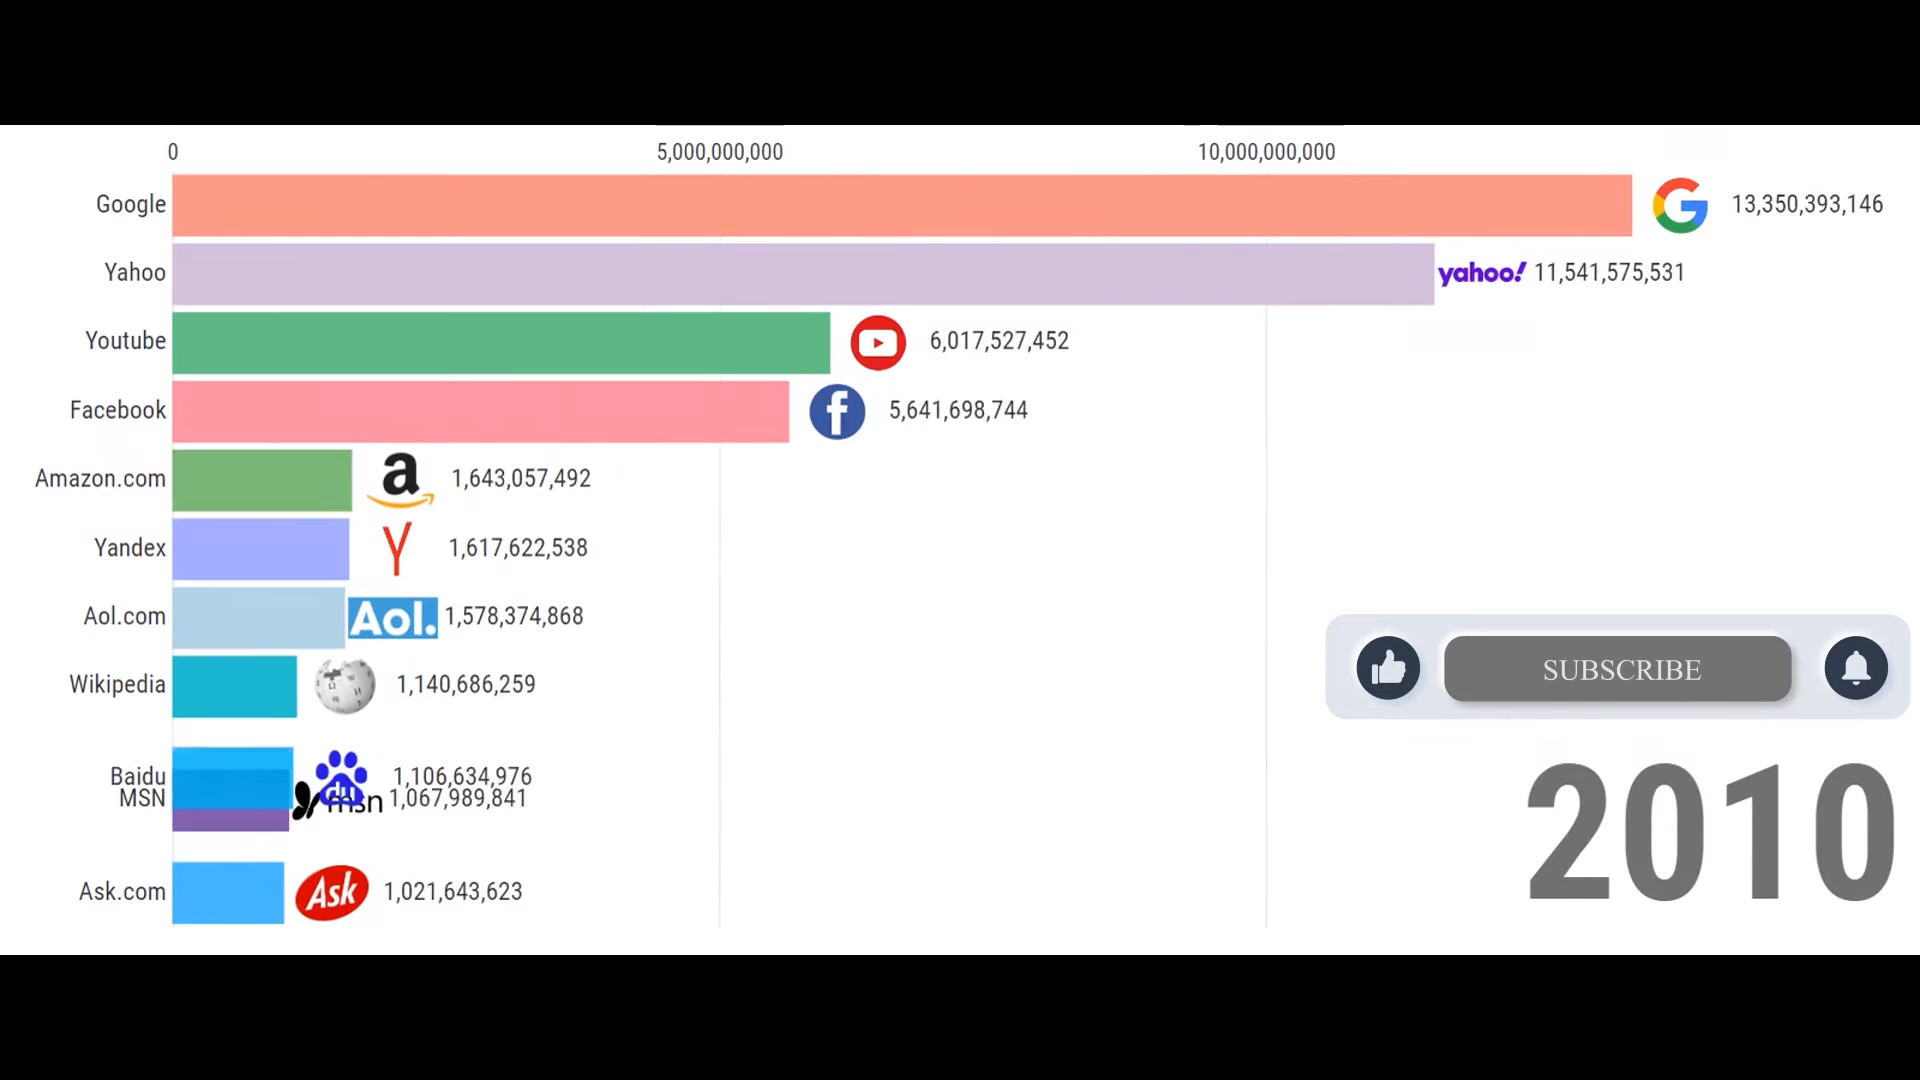 0 5,000,000,000 10,000,000,000
Google G 13,350,393,146
Yahoo yahoo! 11,541,575,531
Youtube 6,017,527,452
Facebook f 5,641,698,744
Amazon.com a 1,643,057,492
Yandex Y 1,617,622,538
Aol.com Aol. 1,578,374,868
Wikipedia 1,140,686,259
Baidu du 1,106,634,976
MSN msn 1,067,989,841
Ask.com Ask 1,021,643,623
SUBSCRIBE
2010